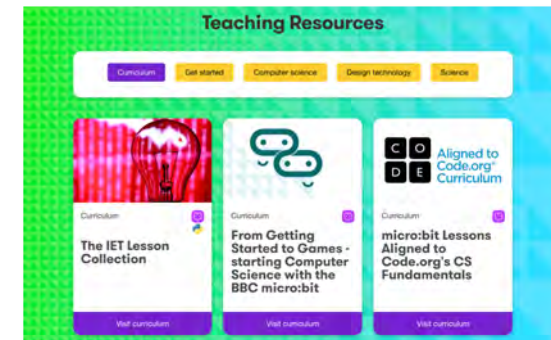 Teaching Resources
Curriculum
Get started
Computer science
Design technology
Science
C O
D E
Aligned to
Code.org®
Curriculum
Curriculum
The IET Lesson
Collection
Visit curriculum
Curriculum
From Getting
Started to Games -
starting Computer
Science with the
BBC micro:bit
Visit curriculum
Curriculum
micro:bit Lessons
Aligned to
Code.org's CS
Fundamentals
Visit curriculum